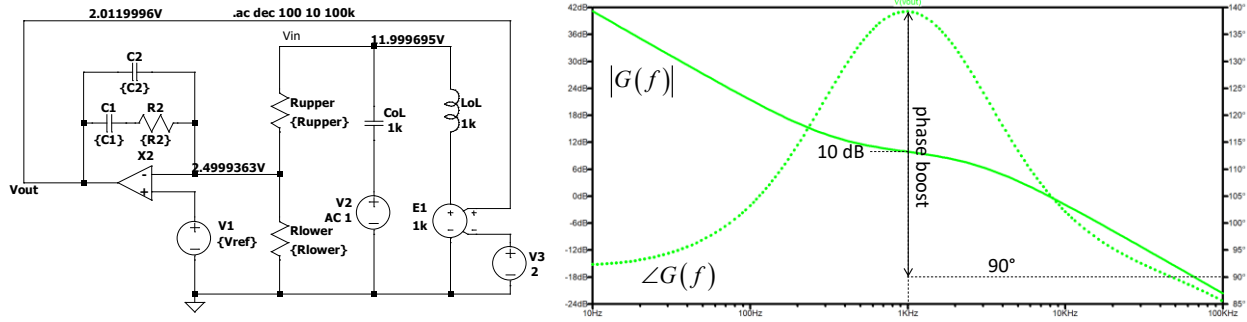 2.0119996V
.ac dec 100 10 100k
Vin
11.999695V
C2
{C2}
C1
{C1}
R2
{R2}
X2
Rupper
{Rupper}
CoL
1k
LoL
1k
2.4999363V
Vout
V1
{Vref}
Rlower
{Rlower}
V2
AC 1
E1
1k
V3
2
V(vout)
42dB
36dB
30dB
24dB
18dB
12dB
6dB
0dB
-6dB
-12dB
-18dB
-24dB
|G(f)|
10 dB
phase boost
∠G(f)
90°
140°
135°
130°
125°
120°
115°
110°
105°
100°
95°
90°
85°
10Hz
100Hz
1KHz
10KHz
100KHz